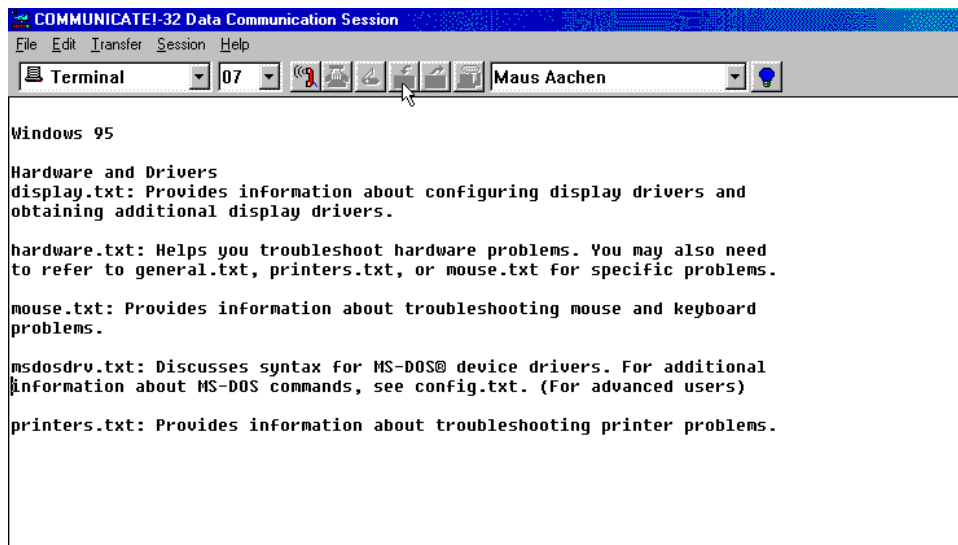 COMMUNICATE!-32 Data Communication Session
File Edit Transfer Session Help
Terminal 07 Maus Aachen
Windows 95
Hardware and Drivers
display.txt: Provides information about configuring display drivers and
obtaining additional display drivers.
hardware.txt: Helps you troubleshoot hardware problems. You may also need
to refer to general.txt, printers.txt, or mouse.txt for specific problems.
mouse.txt: Provides information about troubleshooting mouse and keyboard
problems.
msdosdrv.txt: Discusses syntax for MS-DOS® device drivers. For additional
information about MS-DOS commands, see config.txt. (For advanced users)
printers.txt: Provides information about troubleshooting printer problems.